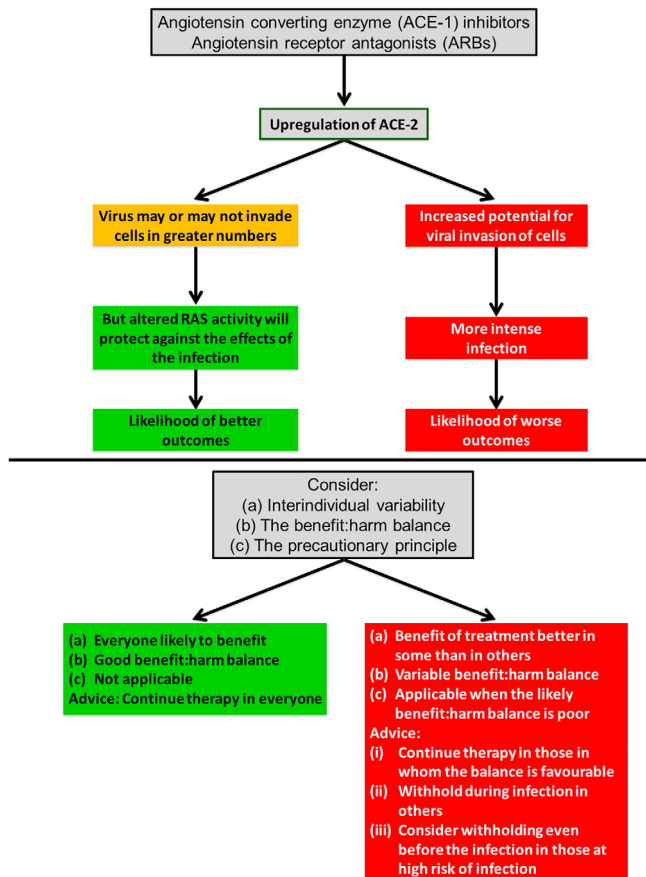 Angiotensin converting enzyme (ACE-1) inhibitors
Angiotensin receptor antagonists (ARBs)
Upregulation of ACE-2
Virus may or may not invade
cells in greater numbers
Increased potential for
viral invasion of cells
But altered RAS activity will
protect against the effects of
the infection
More intense
infection
Likelihood of better
outcomes
Likelihood of worse
outcomes
Consider:
(a) Interindividual variability
(b) The benefit:harm balance
(c) The precautionary principle
(a) Everyone likely to benefit
(b) Good benefit:harm balance
(c) Not applicable
Advice: Continue therapy in everyone
(a) Benefit of treatment better in
some than in others
(b) Variable benefit:harm balance
(c) Applicable when the likely
benefit:harm balance is poor
Advice:
(i) Continue therapy in those in
whom the balance is favourable
(ii) Withhold during infection in
others
(iii) Consider withholding even
before the infection in those at
high risk of infection